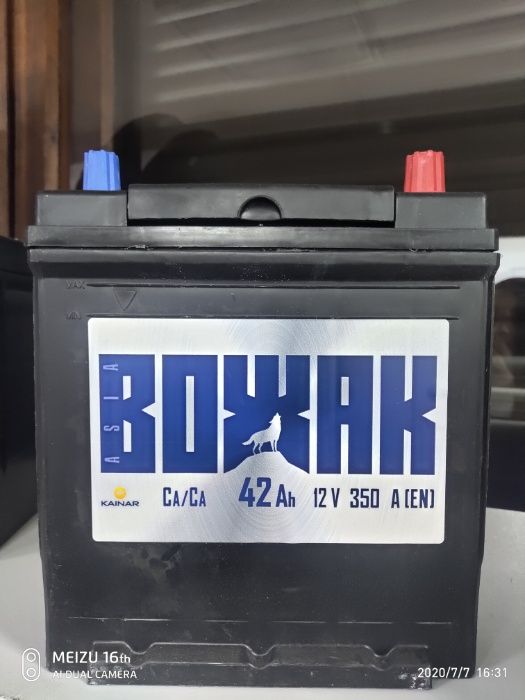 MAX
MIN
ASIA
ВОЖАК
KAINAR
CA/CA
42 Ah
12 V 350 A (EN)
MEIZU 16th
AI DUAL CAMERA
2020/7/7 16:31